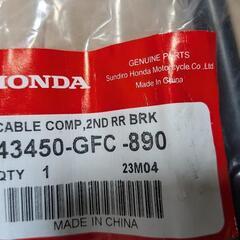 HONDA
GENUINE PARTS
Sundiro Honda Motorcycle Co.,Ltd
Made In China
CABLE COMP,2ND RR BRK
43450-GFC -890
QTY 1 23M04
HONDA
MADE IN CHINA